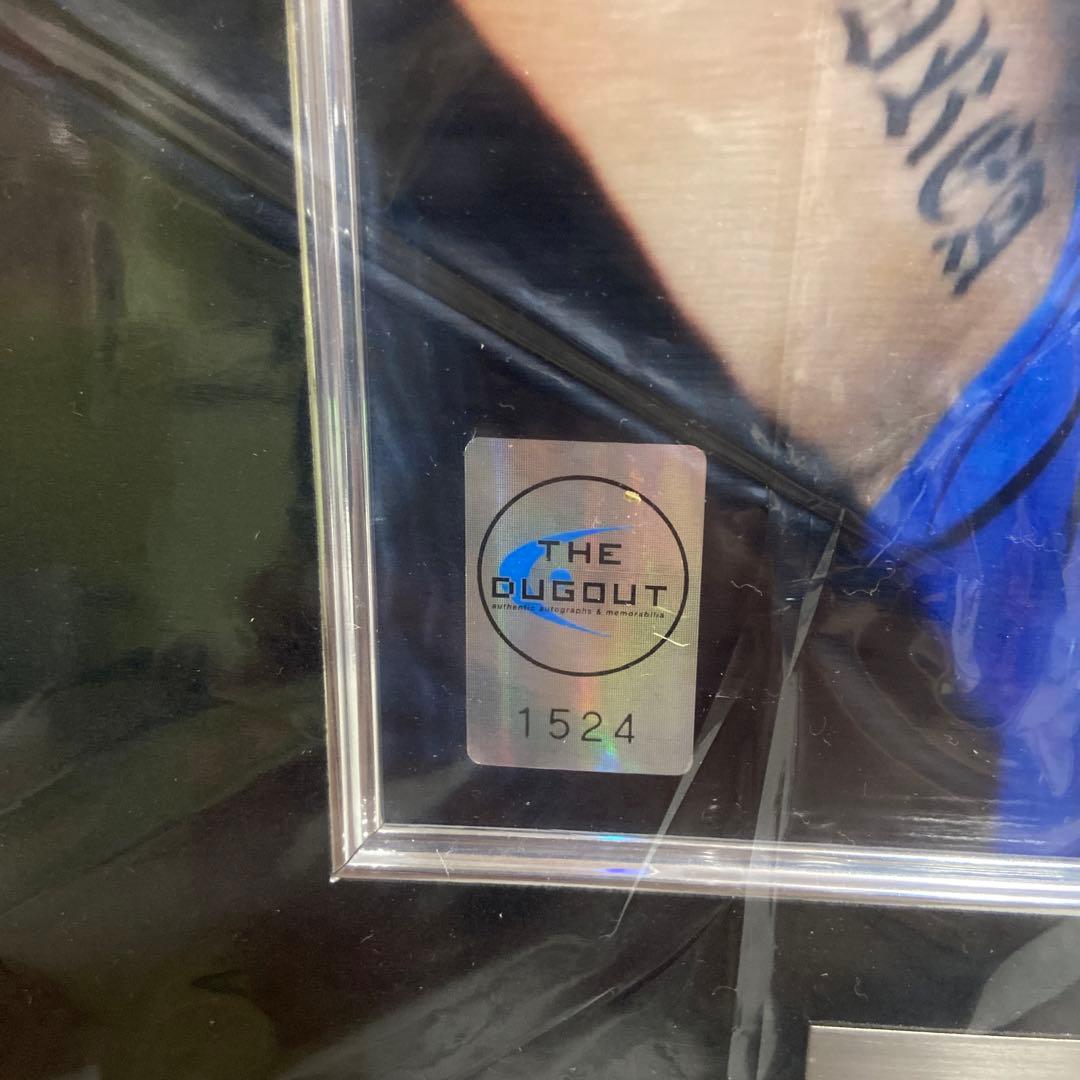 THE
DUGOUT
authentic autographs & memorabilia
1524